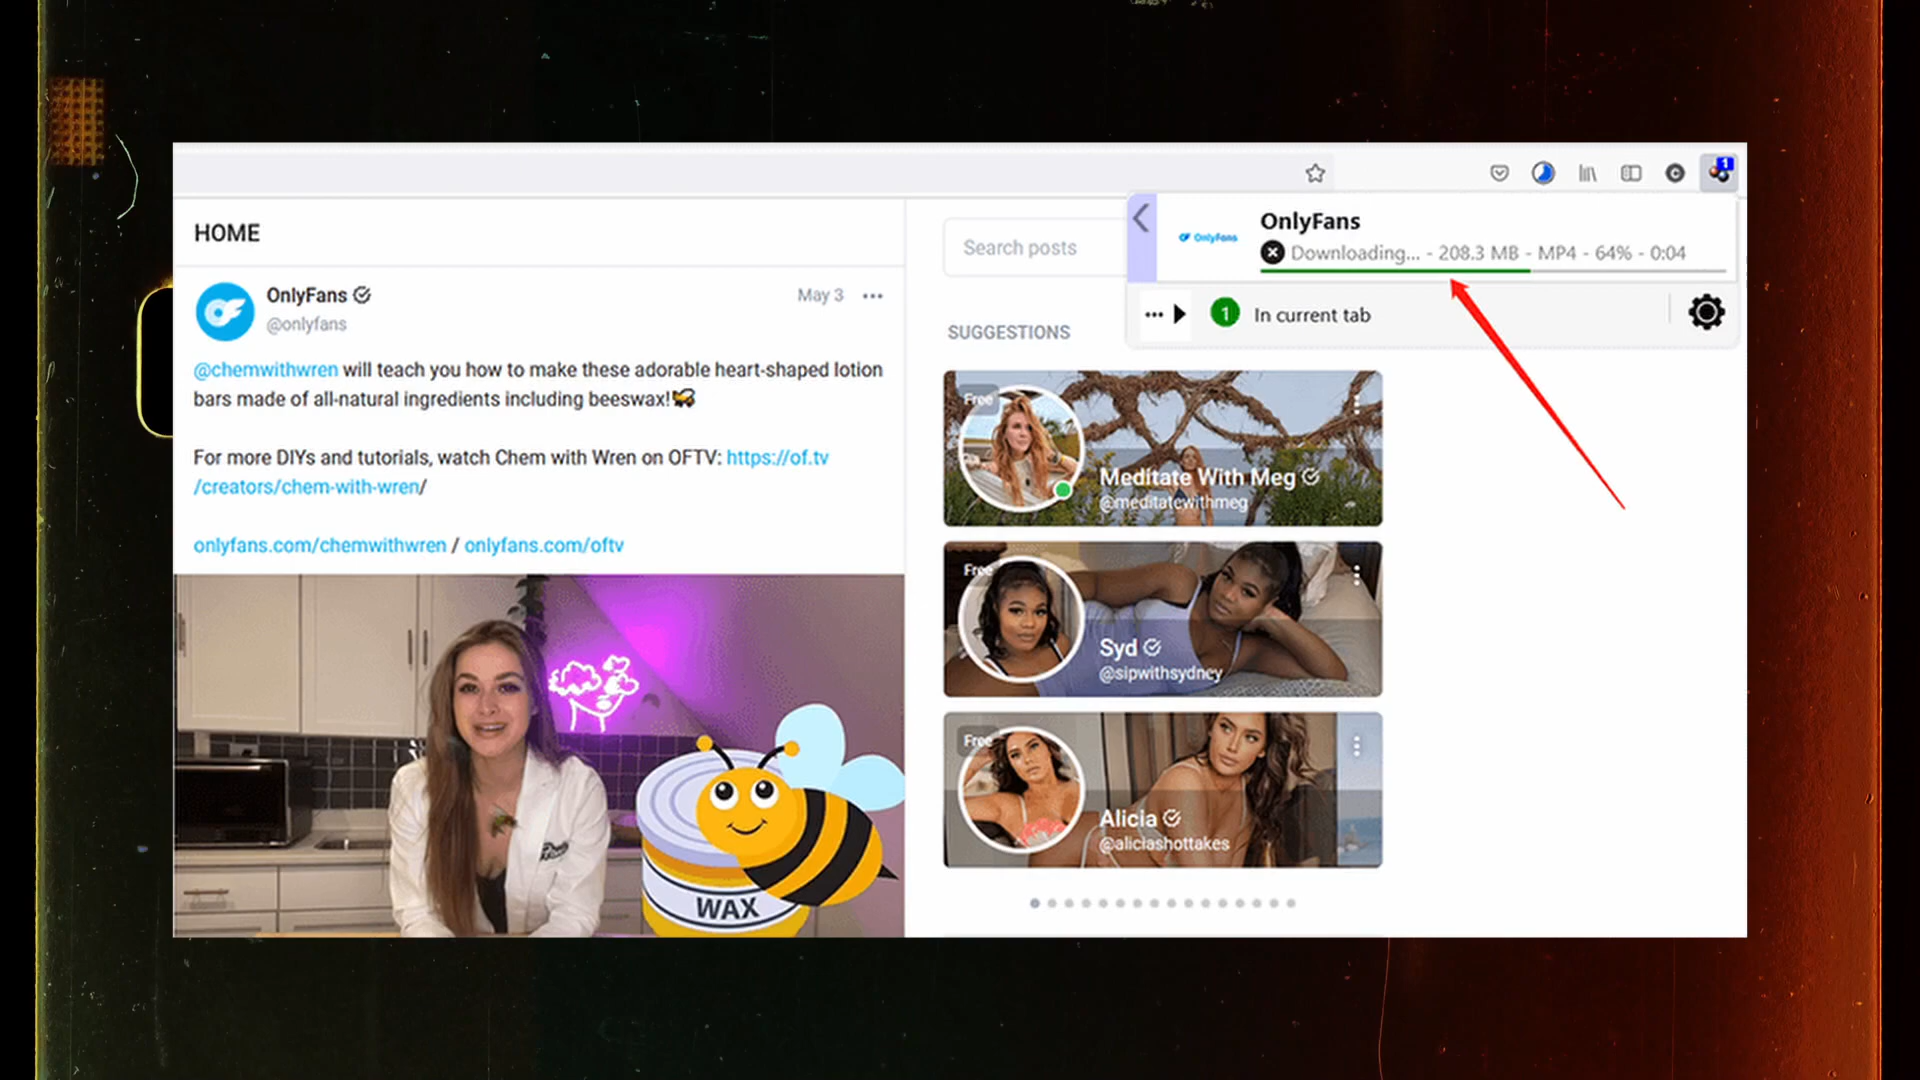 HOME
OnlyFans
@onlyfans
May 3
@chemwithwren will teach you how to make these adorable heart-shaped lotion
bars made of all-natural ingredients including beeswax!
For more DIYs and tutorials, watch Chem with Wren on OFTV: https://of.tv
/creators/chem-with-wren/
onlyfans.com/chemwithwren / onlyfans.com/oftv
WAX
Search posts
SUGGESTIONS
Free
Meditate With Meg
@meditatewithmeg
Free
Syd
@sipwithsydney
Free
Alicia
@aliciashottakes
1
OnlyFans
OnlyFans
Downloading... - 208.3 MB - MP4 - 64% - 0:04
1 In current tab